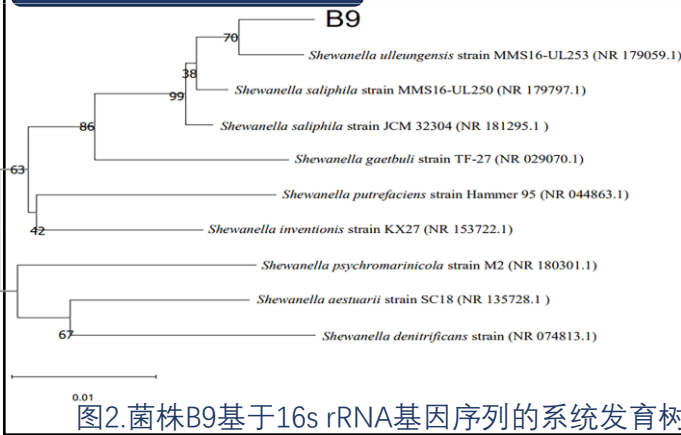 B9
70
Shewanella ulleungensis strain MMS16-UL253 (NR 179059.1)
38
Shewanella saliphila strain MMS16-UL250 (NR 179797.1)
99
Shewanella saliphila strain JCM 32304 (NR 181295.1 )
86
Shewanella gaetbuli strain TF-27 (NR 029070.1)
63
Shewanella putrefaciens strain Hammer 95 (NR 044863.1)
42
Shewanella inventionis strain KX27 (NR 153722.1)
Shewanella psychromarinicola strain M2 (NR 180301.1)
Shewanella aestuarii strain SC18 (NR 135728.1 )
67
Shewanella denitrificans strain (NR 074813.1)
0.01
图2.菌株B9基于16s rRNA基因序列的系统发育树